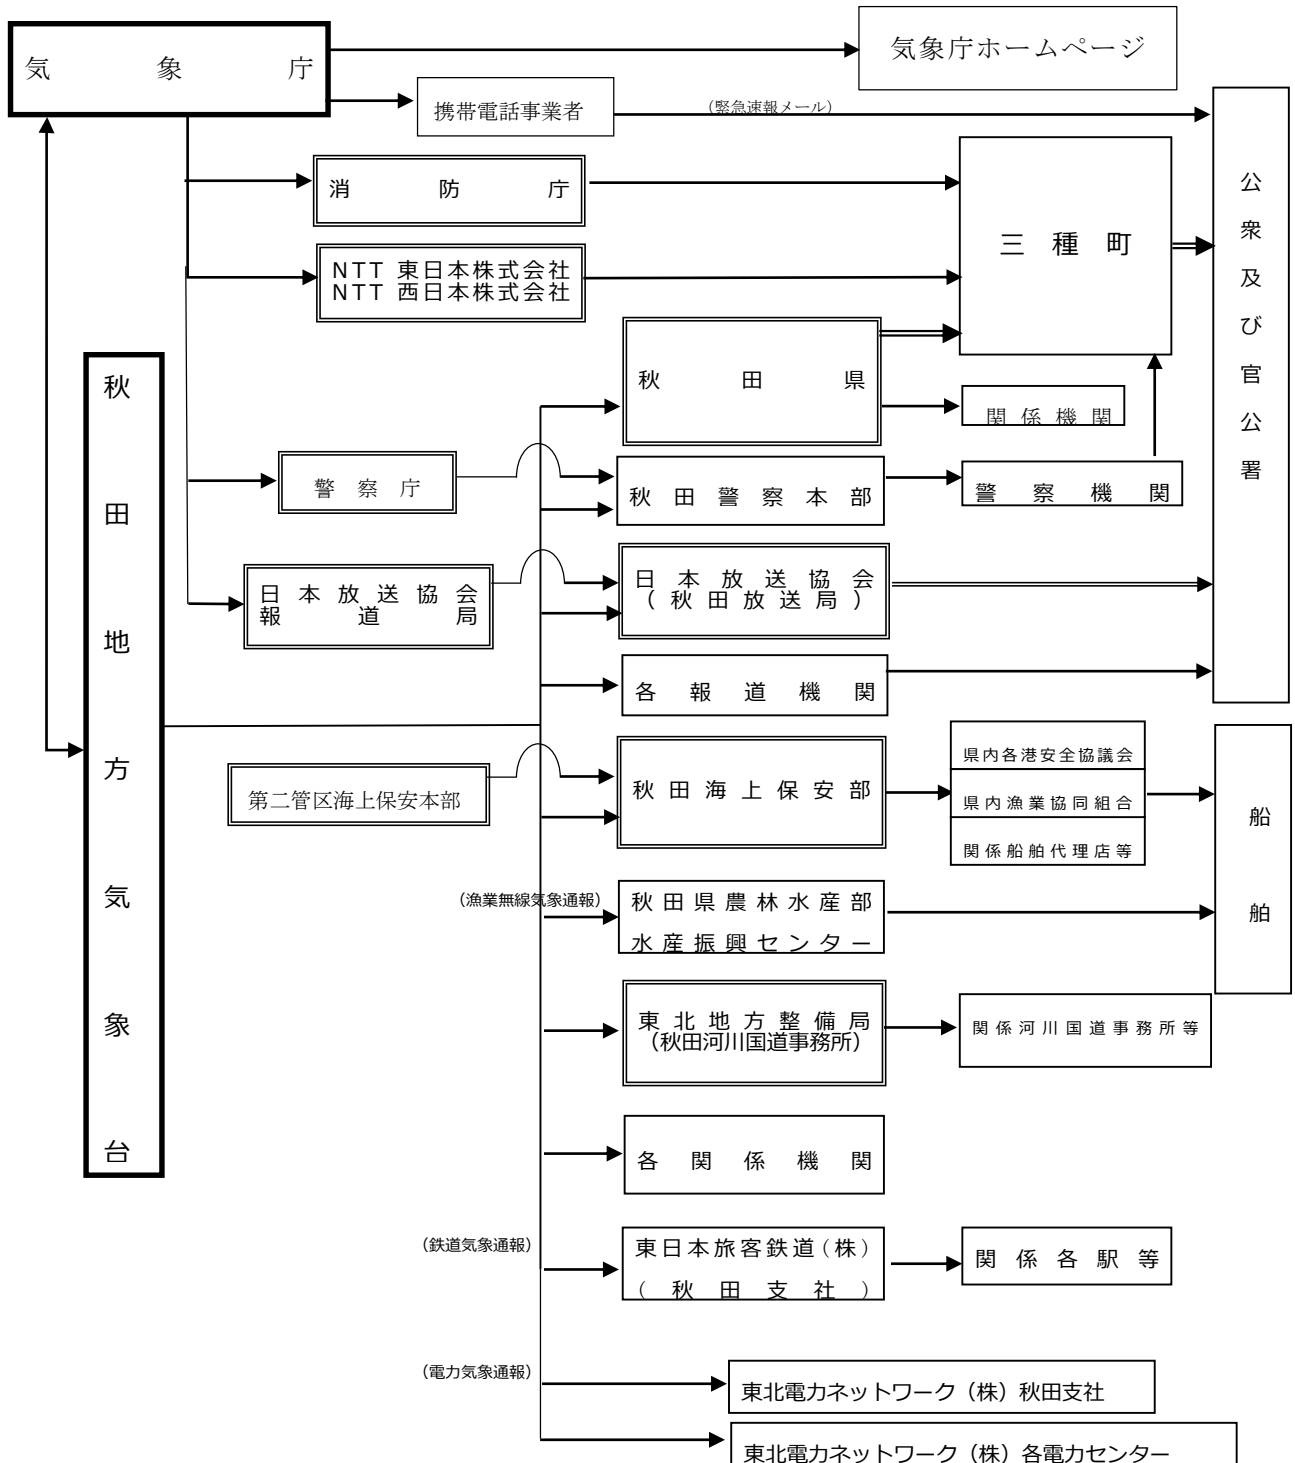 気象庁
気象庁ホームページ
携帯電話事業者
（緊急速報メール）
消防庁
三種町
公衆及び官公署
NTT 東日本株式会社
NTT 西日本株式会社
秋田県
関係機関
秋田地方気象台
警察庁
秋田警察本部
警察機関
日本放送協会
報道局
日本放送協会
（秋田放送局）
各報道機関
第二管区海上保安本部
秋田海上保安部
県内各港安全協議会
県内漁業協同組合
関係船舶代理店等
船舶
（漁業無線気象通報）
秋田県農林水産部
水産振興センター
東北地方整備局
（秋田河川国道事務所）
関係河川国道事務所等
各関係機関
（鉄道気象通報）
東日本旅客鉄道（株）
（秋田支社）
関係各駅等
（電力気象通報）
東北電力ネットワーク（株）秋田支社
東北電力ネットワーク（株）各電力センター